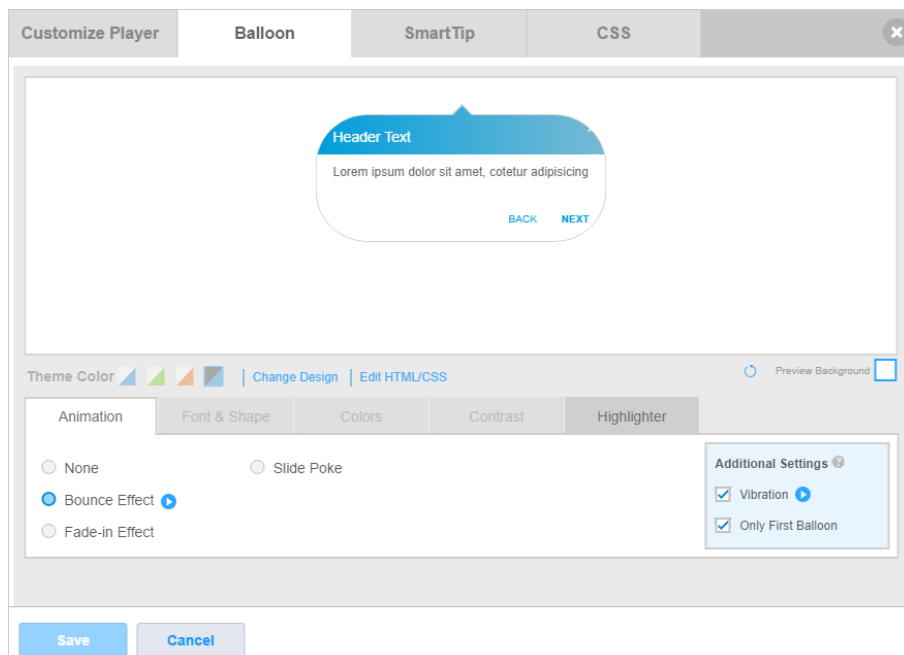 Customize Player Balloon SmartTip CSS
Header Text
Lorem ipsum dolor sit amet, cotetur adipisicing
BACK NEXT
Theme Color Change Design Edit HTML/CSS Preview Background
Animation Font & Shape Colors Contrast Highlighter
None Slide Poke
Bounce Effect
Fade-in Effect
Additional Settings ?
Vibration
Only First Balloon
Save Cancel